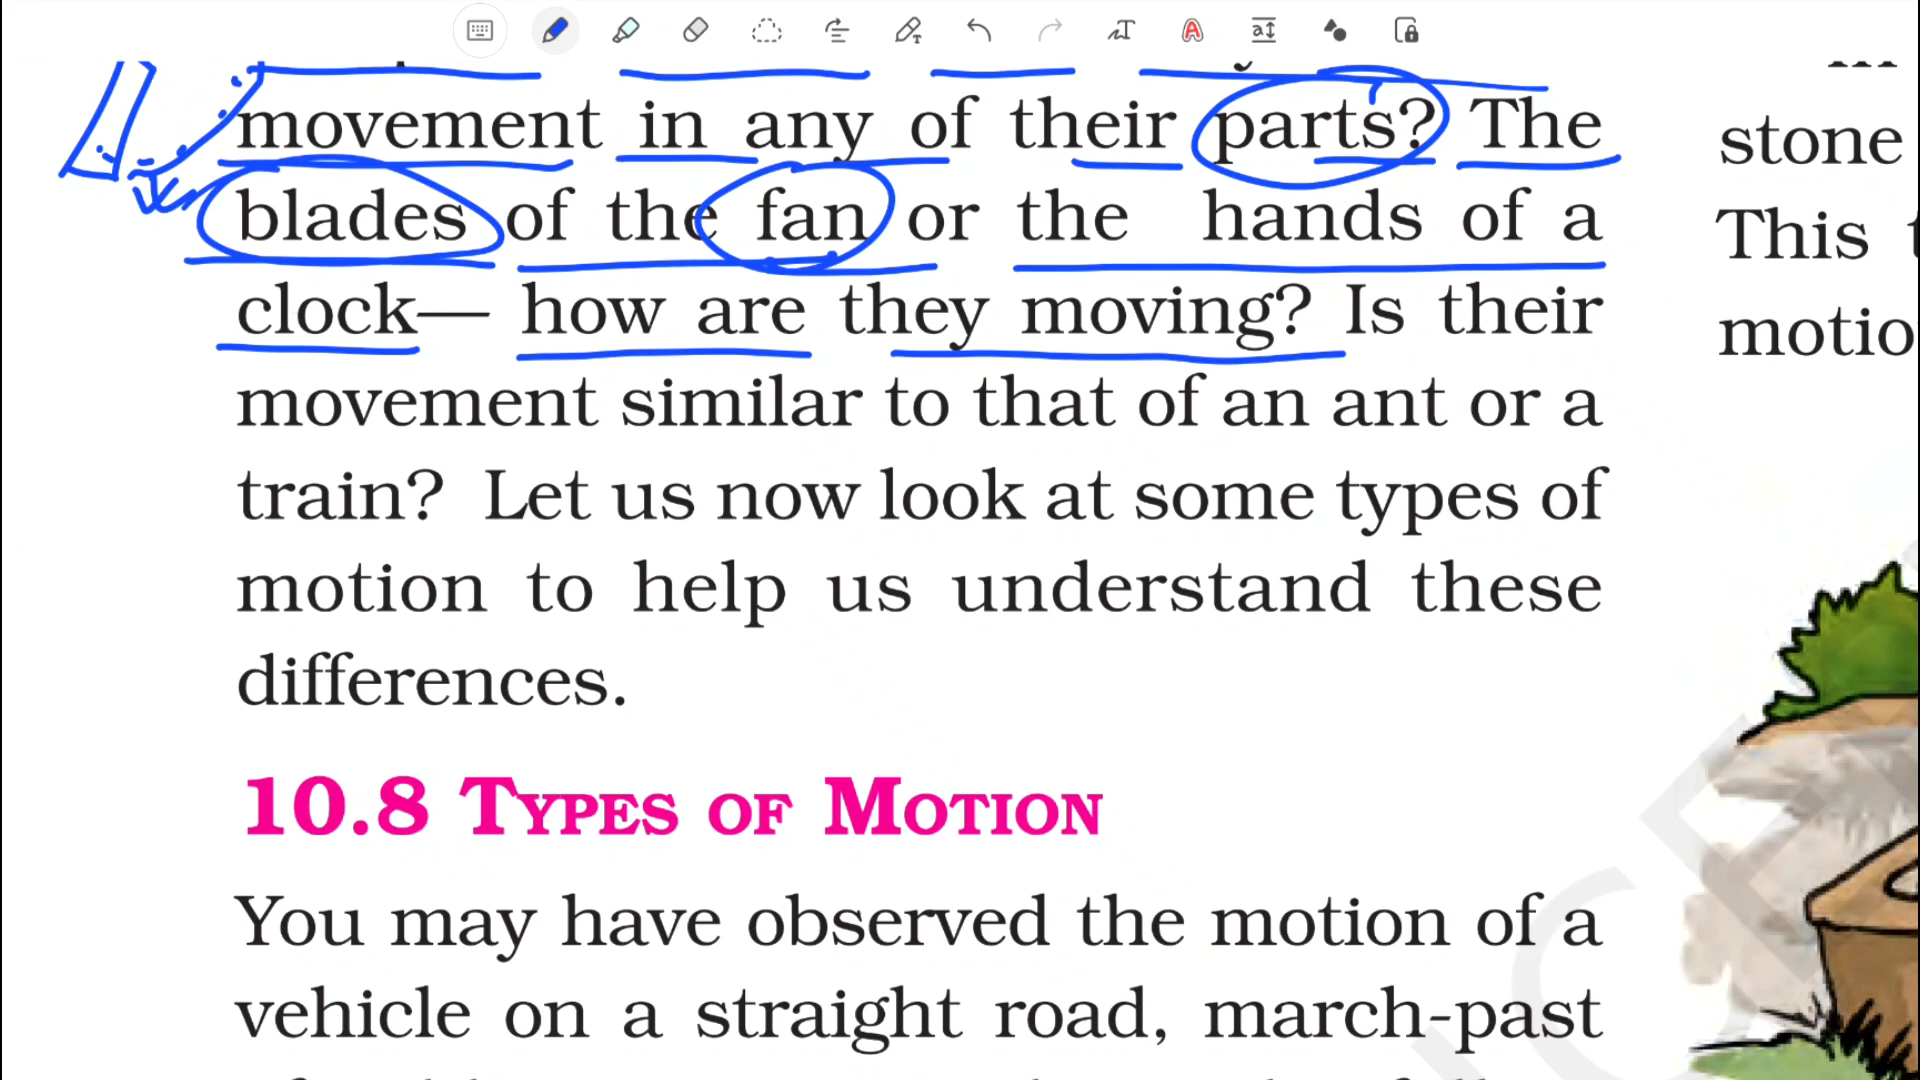 movement in any of their parts? The
blades of the fan or the hands of a
clock— how are they moving? Is their
movement similar to that of an ant or a
train? Let us now look at some types of
motion to help us understand these
differences.
10.8 TYPES OF MOTION
You may have observed the motion of a
vehicle on a straight road, march-past
stone
This
motio